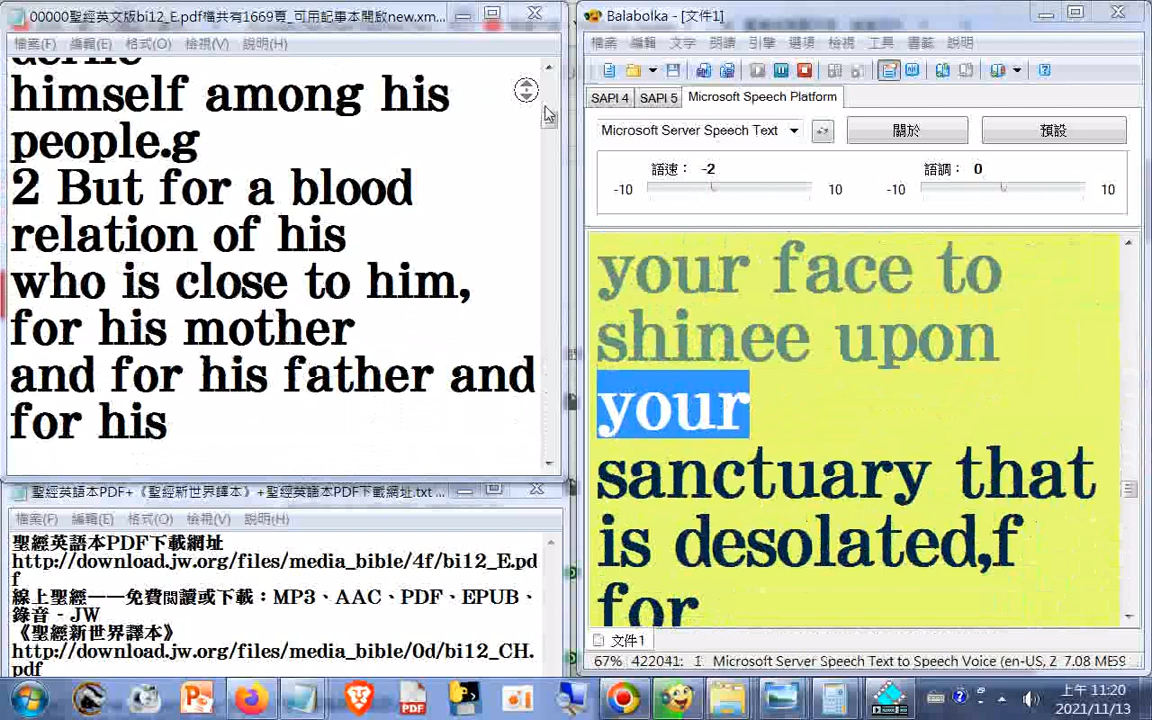 00000聖經英文版bi12_E.pdf檔共有1669頁_可用記事本開啟new.xm...
檔案(F) 編輯(E) 格式(O) 檢視(V) 說明(H)
himself among his
people.g
2 But for a blood
relation of his
who is close to him,
for his mother
and for his father and
for his
聖經英語本PDF+《聖經新世界譯本》+聖經英語本PDF下載網址.txt ...
檔案(F) 編輯(E) 格式(O) 檢視(V) 說明(H)
聖經英語本PDF下載網址
http://download.jw.org/files/media_bible/4f/bi12_E.pd
f
線上聖經——免費閱讀或下載：MP3、AAC、PDF、EPUB、
錄音 - JW
《聖經新世界譯本》
http://download.jw.org/files/media_bible/0d/bi12_CH.
pdf
Balabolka - [文件1]
檔案 編輯 文字 朗讀 引擎 選項 檢視 工具 書籤 說明
SAPI 4 SAPI 5 Microsoft Speech Platform
Microsoft Server Speech Text 關於 預設
語速： -2 語調： 0
-10 10 -10 10
your face to
shinee upon
your
sanctuary that
is desolated,f
for
文件1
67% 422041: 1 Microsoft Server Speech Text to Speech Voice (en-US, Z 7.08 ME59
上午 11:20
2021/11/13